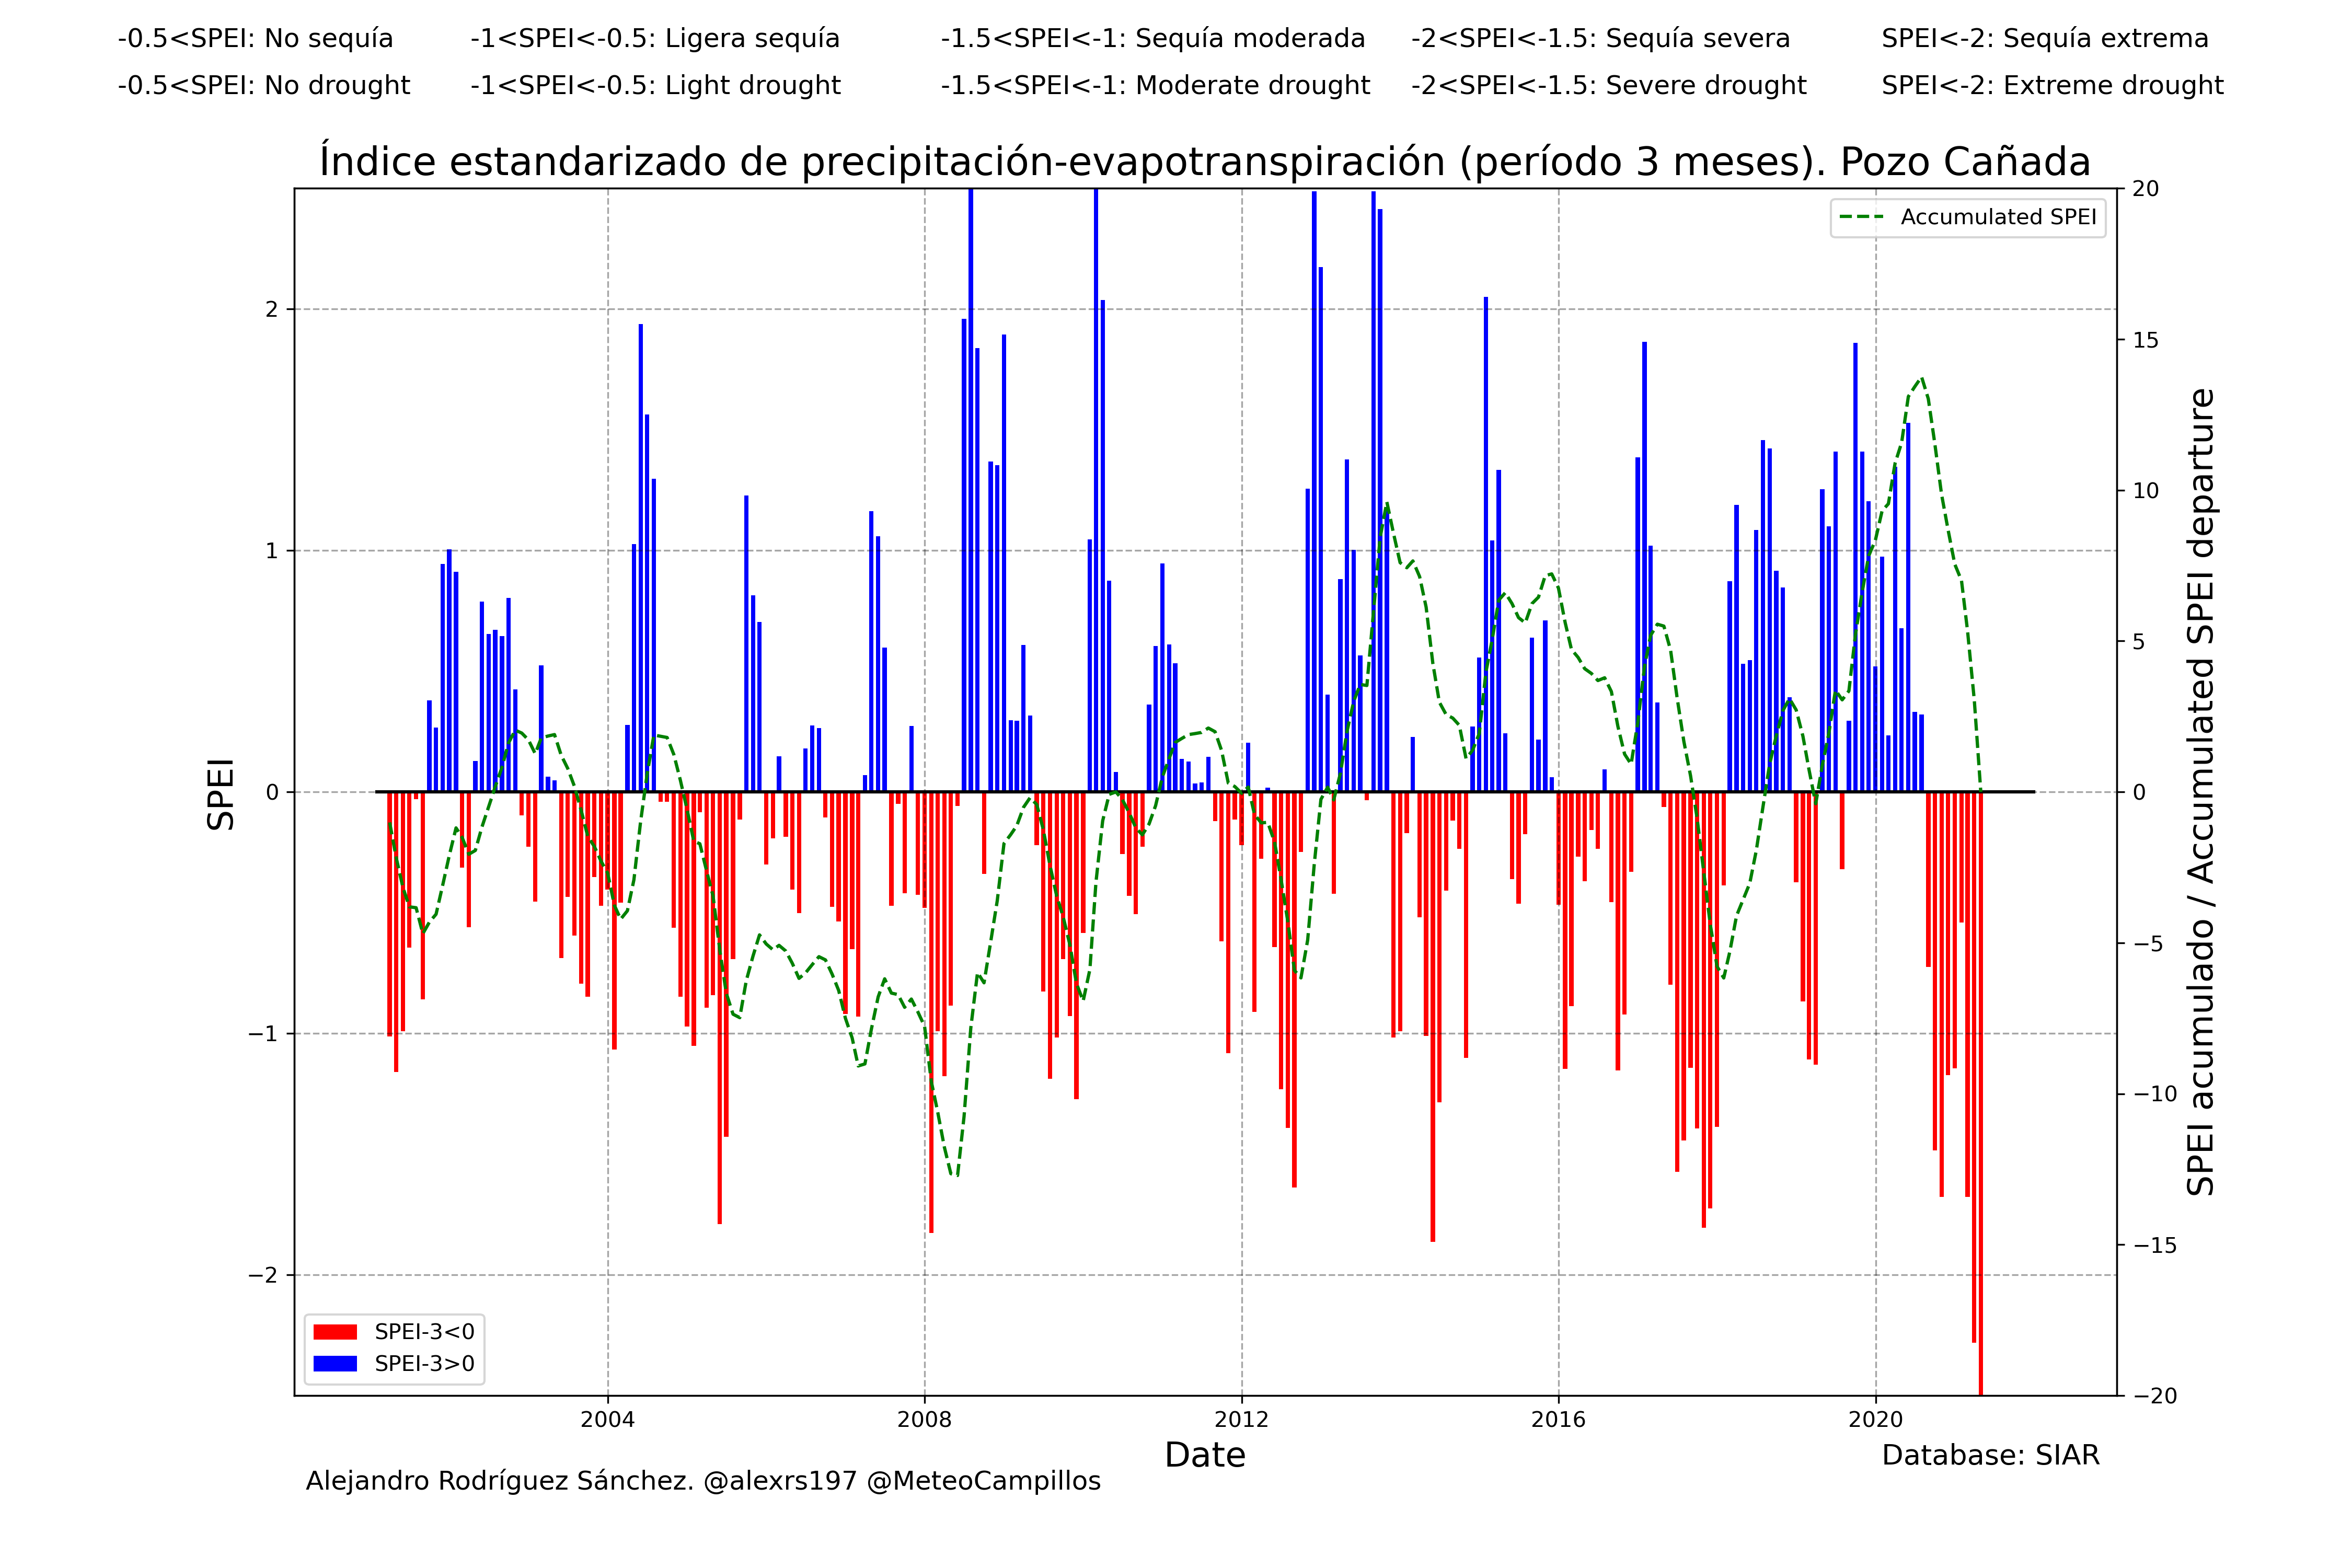 -0.5<SPEI: No sequía -1<SPEI<-0.5: Ligera sequía -1.5<SPEI<-1: Sequía moderada -2<SPEI<-1.5: Sequía severa SPEI<-2: Sequía extrema
-0.5<SPEI: No drought -1<SPEI<-0.5: Light drought -1.5<SPEI<-1: Moderate drought -2<SPEI<-1.5: Severe drought SPEI<-2: Extreme drought
Índice estandarizado de precipitación-evapotranspiración (período 3 meses). Pozo Cañada
Accumulated SPEI
SPEI
2
1
0
−1
−2
20
15
10
5
0
−5
−10
−15
−20
SPEI acumulado / Accumulated SPEI departure
SPEI-3<0
SPEI-3>0
2004 2008 2012 2016 2020
Date
Database: SIAR
Alejandro Rodríguez Sánchez. @alexrs197 @MeteoCampillos